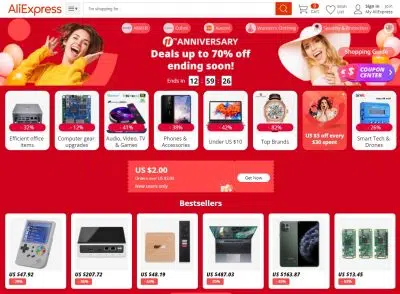 AliExpress
I'm shopping for...
Cart
Wish
List
Sign in
Join
My AliExpress
Women's Clothing
11th ANNIVERSARY
Deals up to 70% off
ending soon!
Ends in 12 : 59 : 26
Shopping Guide
COUPON
CENTER
- 32%
- 12%
- 41%
- 42%
- 82%
- 26%
Efficient office
items
Computer gear
upgrades
Audio, Video, TV
& Games
Phones &
Accessories
Under US $10
Top Brands
US $5 off every
$30 spent
Smart Tech &
Drones
US $2.00
New users only
Get Now
Bestsellers
US $47.92
US $207.72
US $48.19
US $487.03
US $163.87
US $13.45